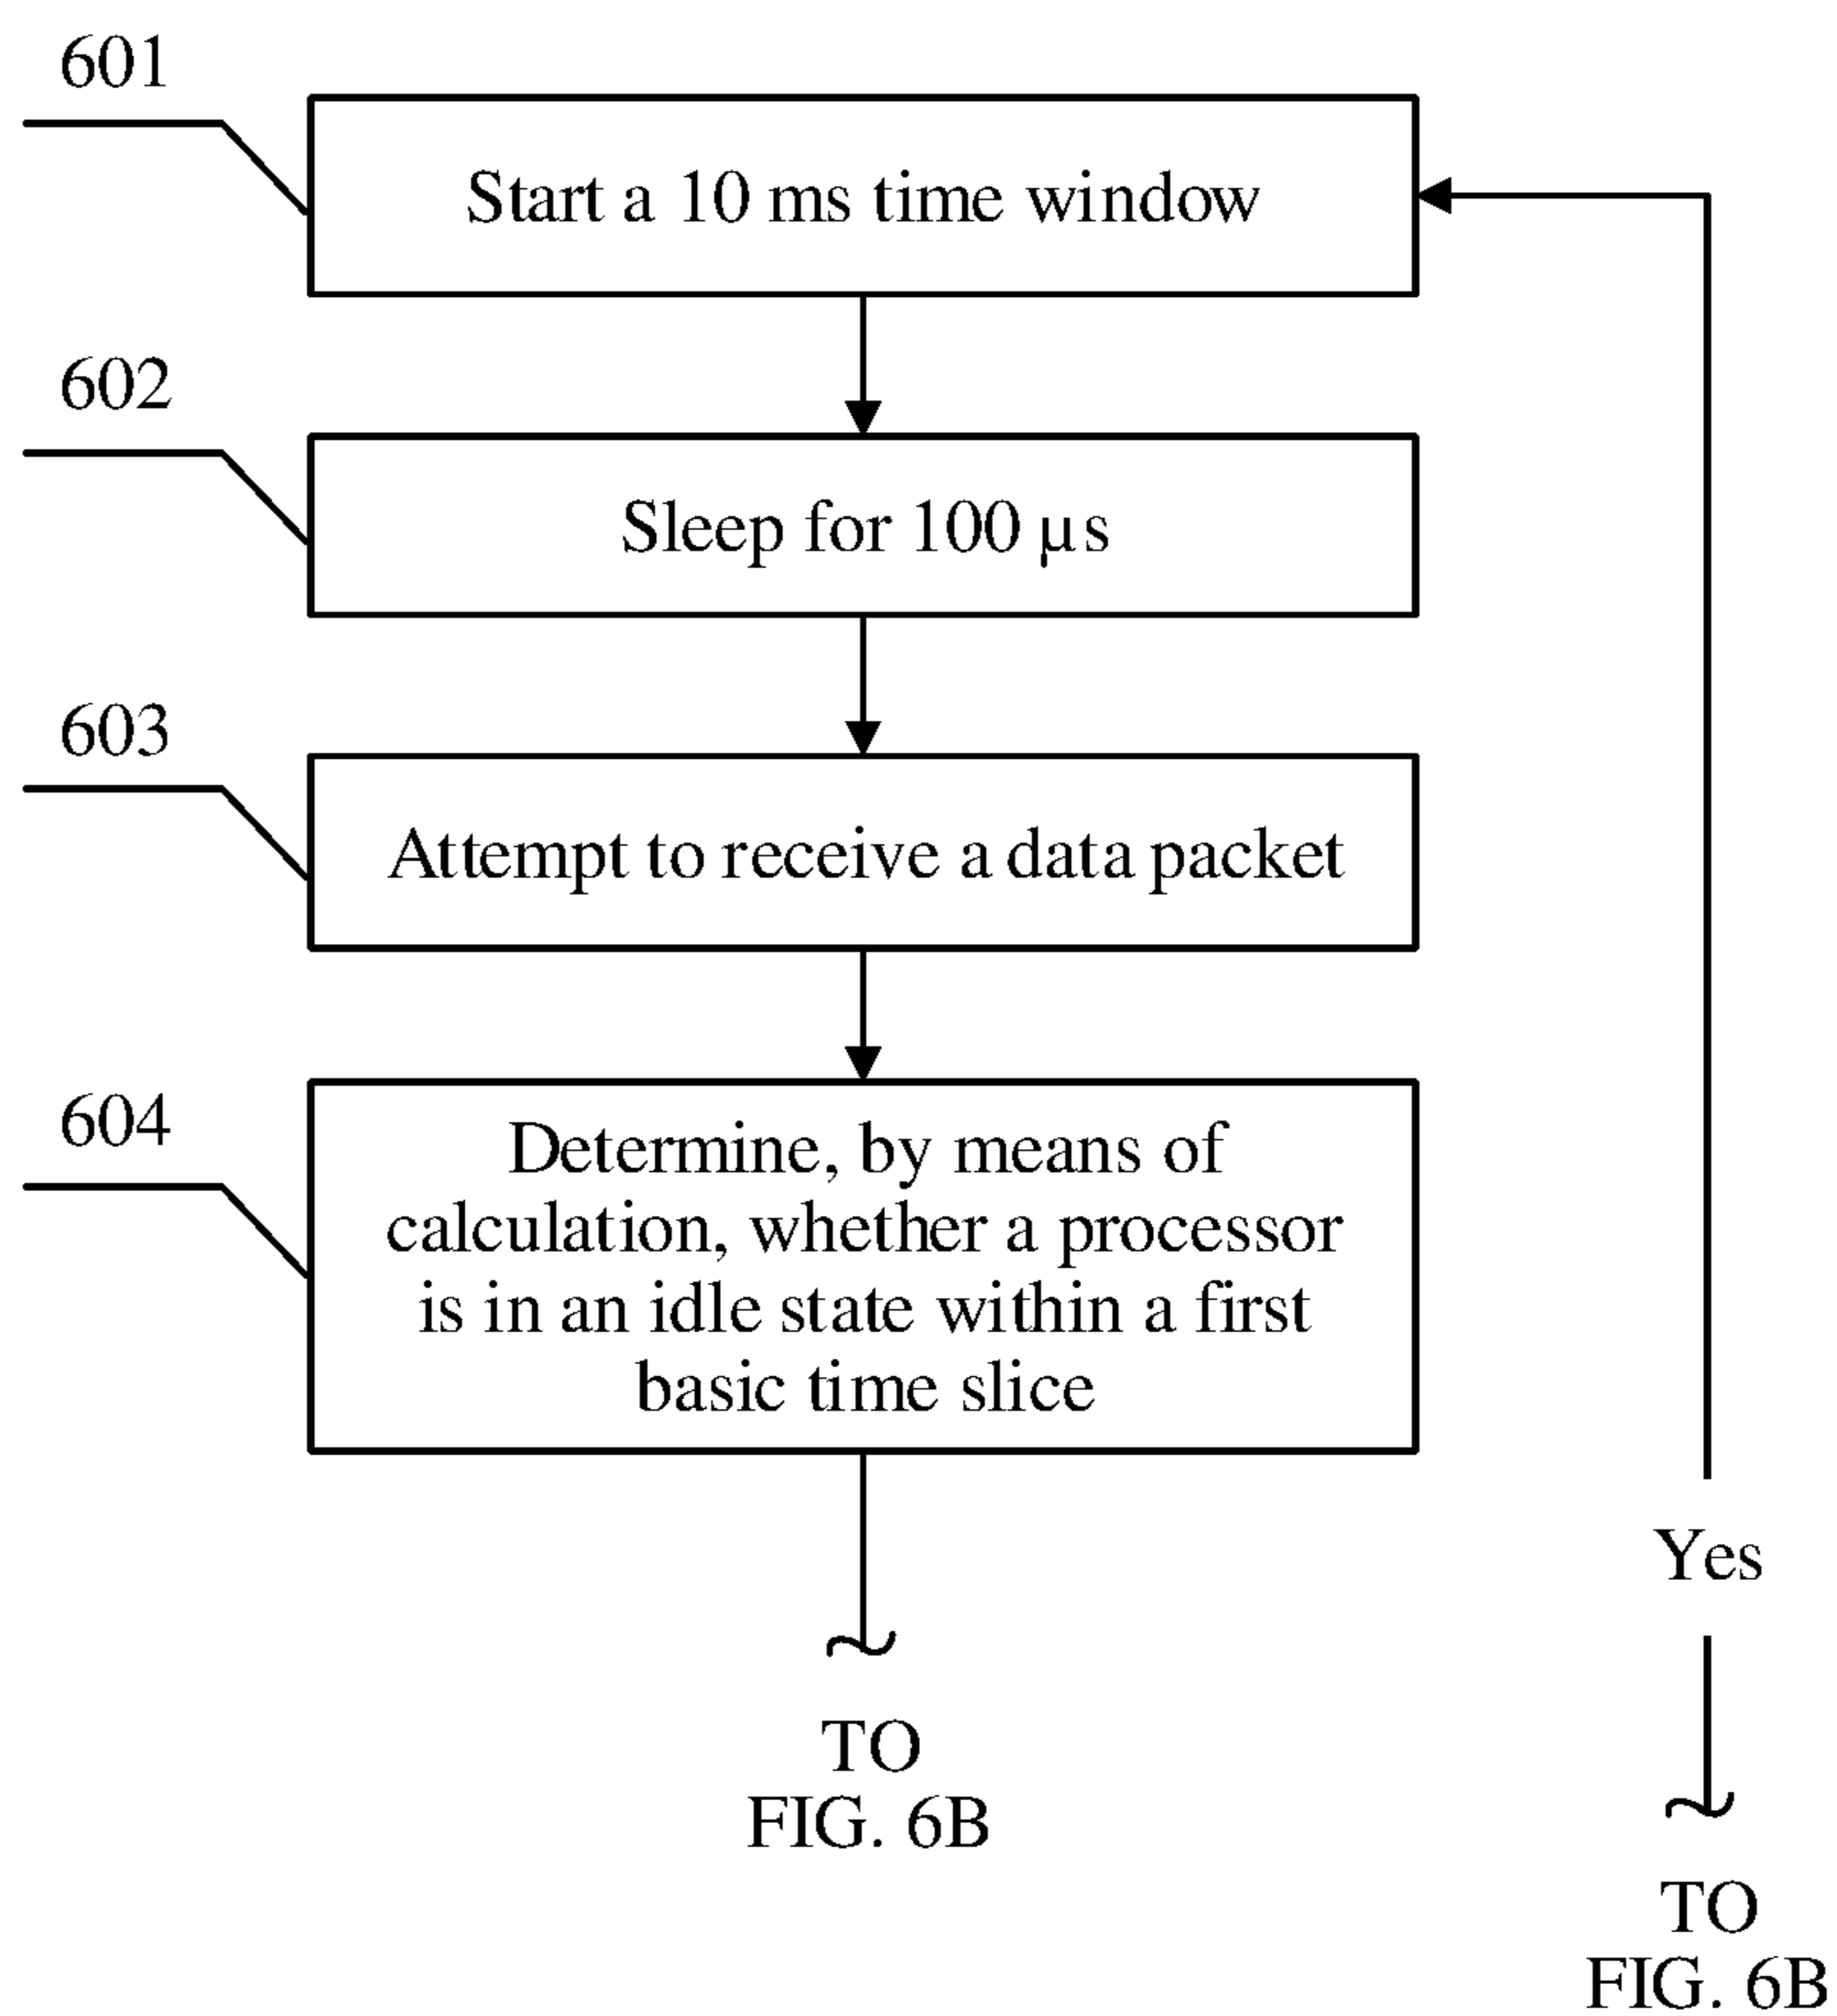 601
Start a 10 ms time window
602
Sleep for 100 µs
603
Attempt to receive a data packet
604
Determine, by means of
calculation, whether a processor
is in an idle state within a first
basic time slice
Yes
TO
FIG. 6B
TO
FIG. 6B